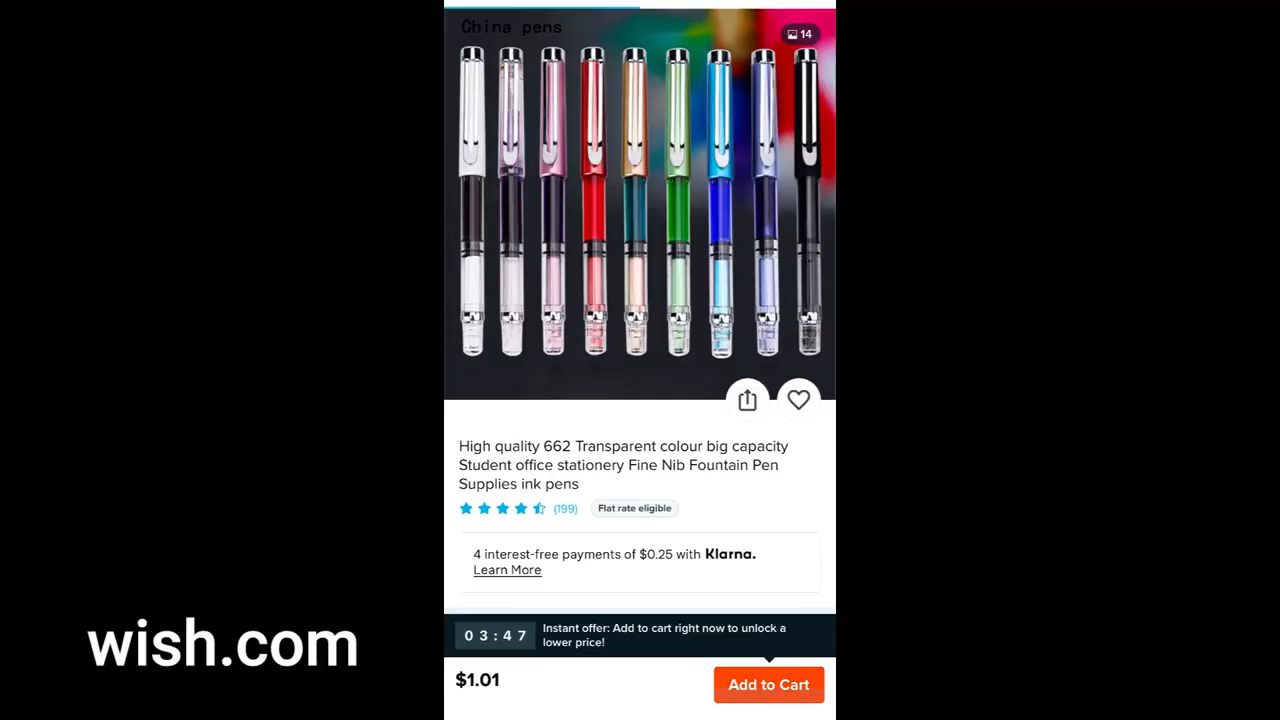 China pens
14
High quality 662 Transparent colour big capacity
Student office stationery Fine Nib Fountain Pen
Supplies ink pens
(199)
Flat rate eligible
4 interest-free payments of $0.25 with Klarna.
Learn More
03:47
Instant offer: Add to cart right now to unlock a
lower price!
$1.01
Add to Cart
wish.com